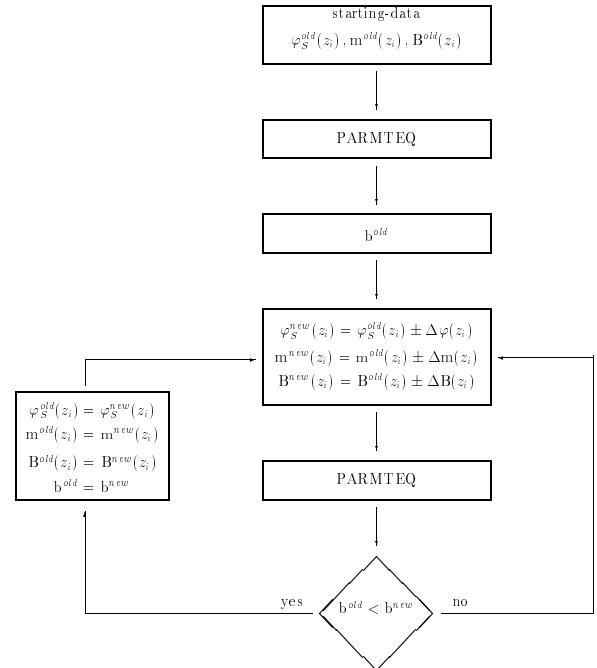 starting-data
φ_S^old(z_i) , m^old(z_i) , B^old(z_i)
PARMTEQ
b^old
φ_S^new(z_i) = φ_S^old(z_i) ± Δφ(z_i)
m^new(z_i) = m^old(z_i) ± Δm(z_i)
B^new(z_i) = B^old(z_i) ± ΔB(z_i)
φ_S^old(z_i) = φ_S^new(z_i)
m^old(z_i) = m^new(z_i)
B^old(z_i) = B^new(z_i)
b^old = b^new
PARMTEQ
yes
b^old < b^new
no